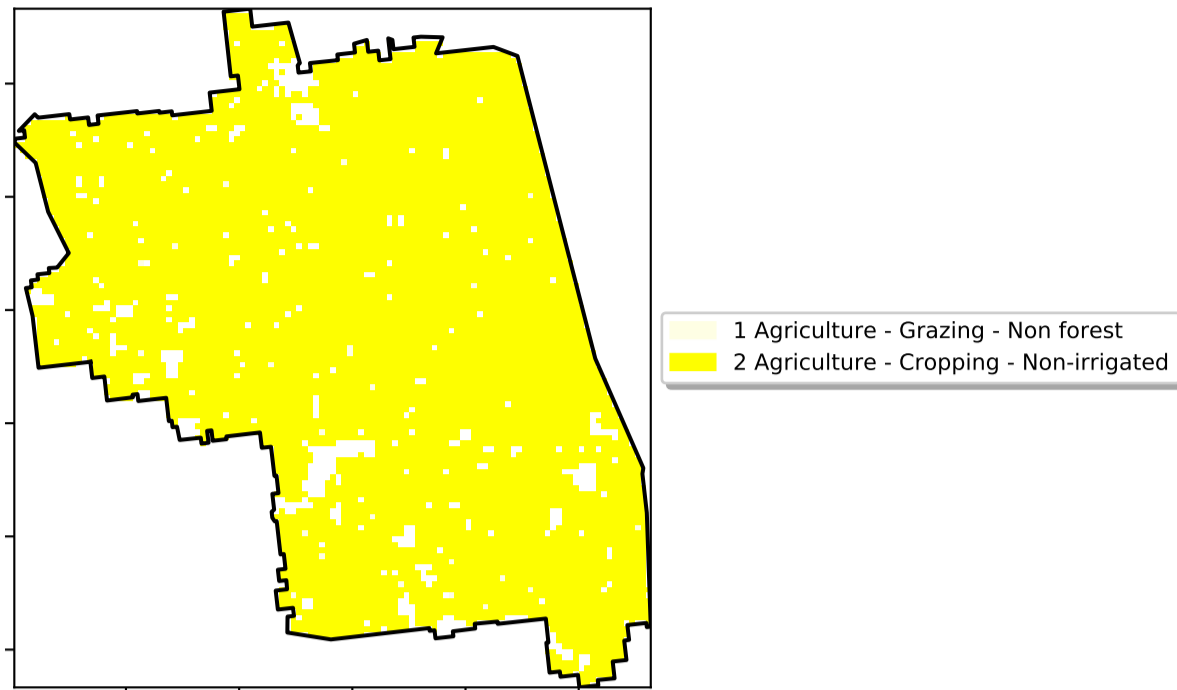 1 Agriculture - Grazing - Non forest
2 Agriculture - Cropping - Non-irrigated